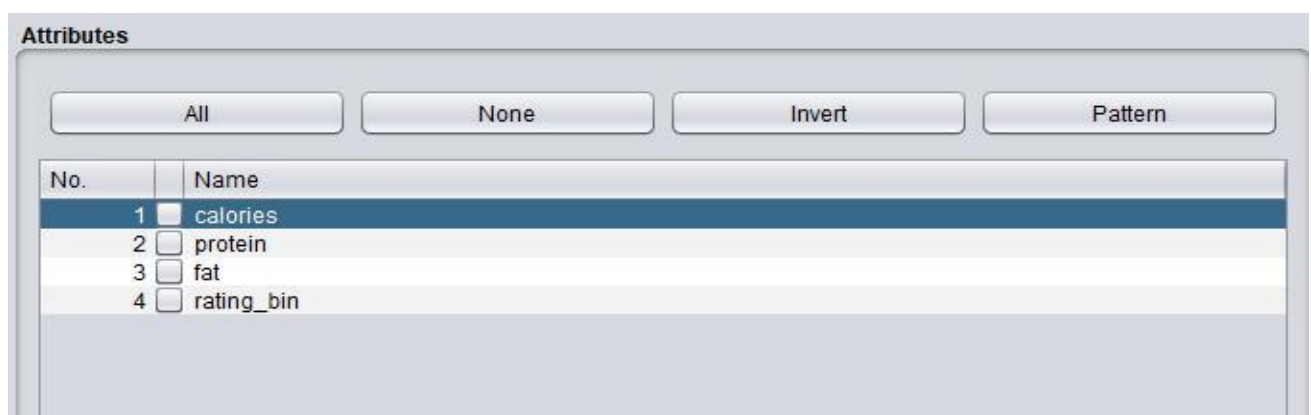 Attributes
All None Invert Pattern
No. Name
1 calories
2 protein
3 fat
4 rating_bin